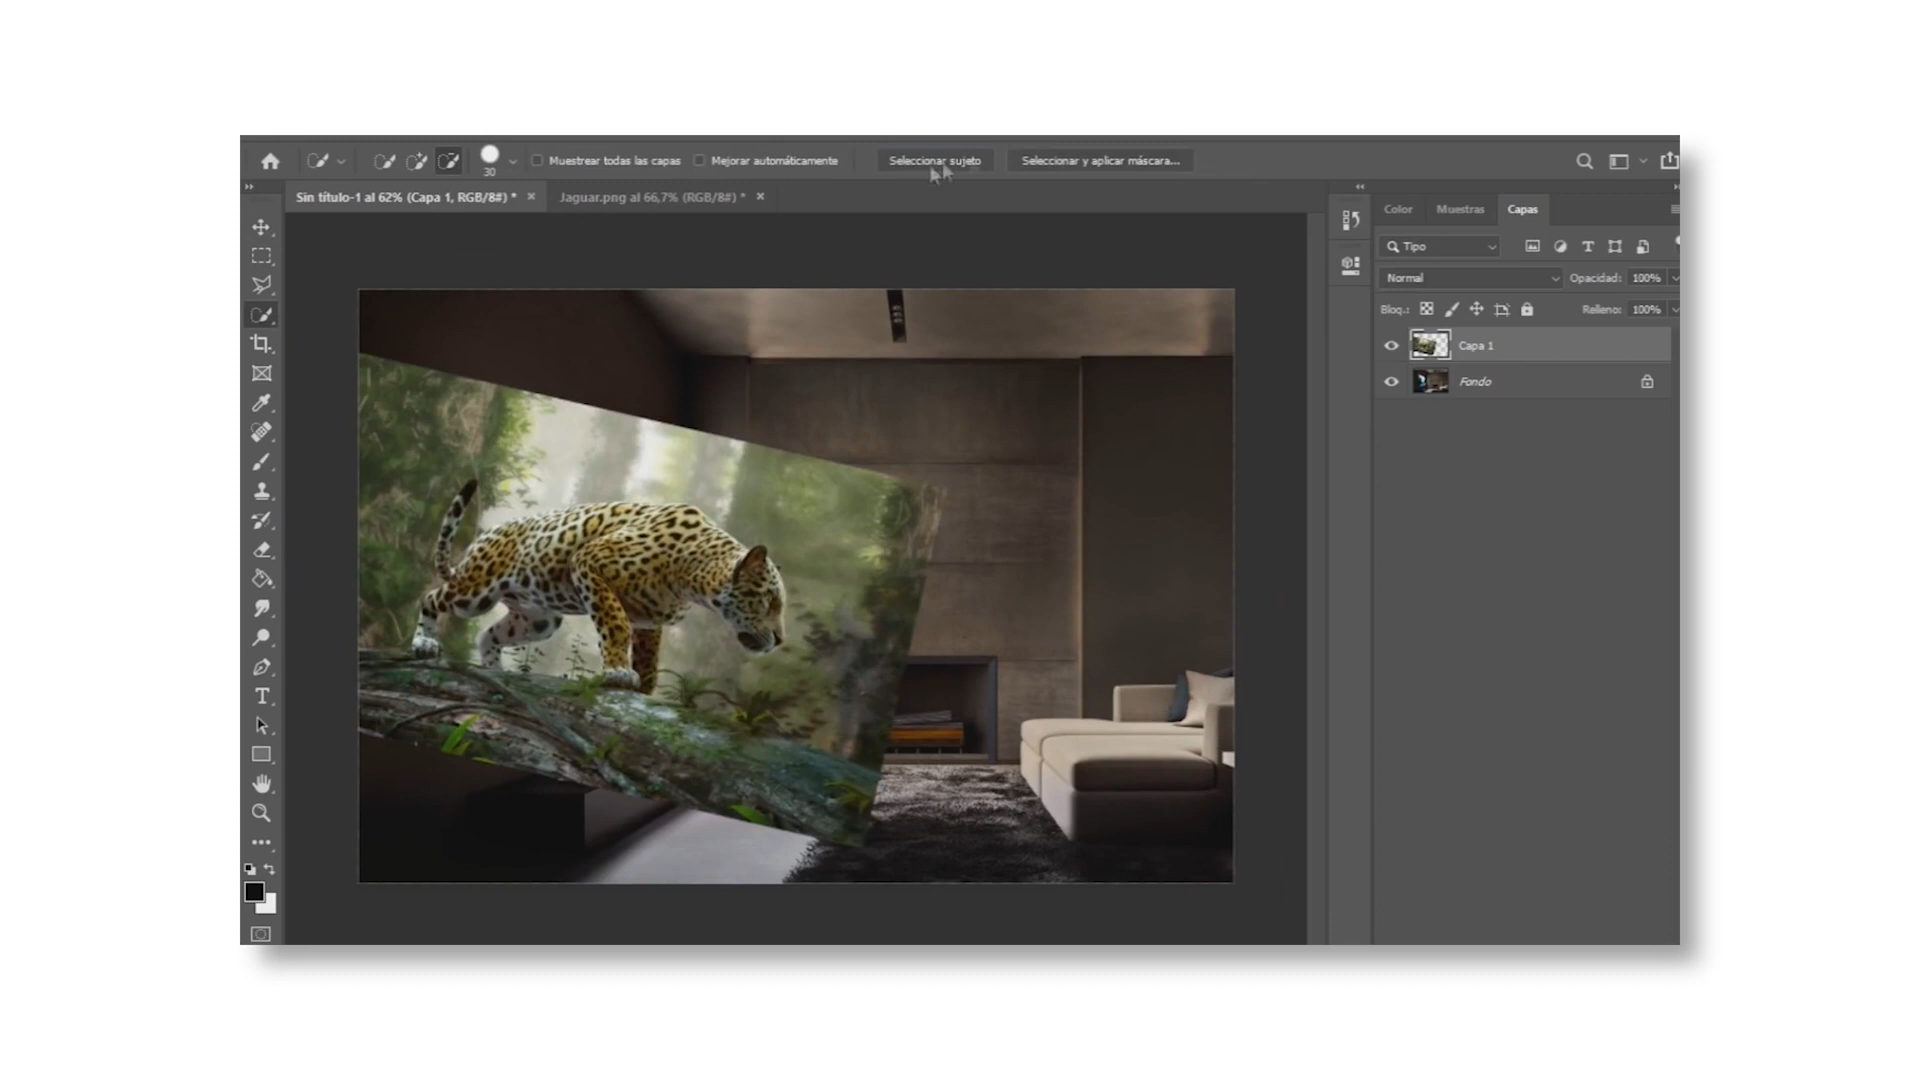 30
Muestrear todas las capas
Mejorar automáticamente
Seleccionar sujeto
Seleccionar y aplicar máscara...
Sin título-1 al 62% (Capa 1, RGB/8#) *
Jaguar.png al 66,7% (RGB/8#) *
Color
Muestras
Capas
Tipo
Normal
Opacidad: 100%
Bloq.:
Relleno: 100%
Capa 1
Fondo